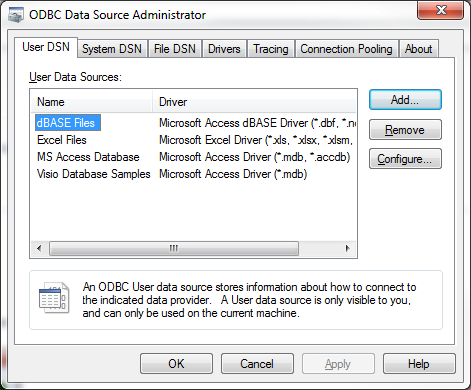 ODBC Data Source Administrator
User DSN System DSN File DSN Drivers Tracing Connection Pooling About
User Data Sources:
Name Driver
Add...
dBASE Files Microsoft Access dBASE Driver (*.dbf, *.n
Remove
Excel Files Microsoft Excel Driver (*.xls, *.xlsx, *.xlsm,
MS Access Database Microsoft Access Driver (*.mdb, *.accdb)
Configure...
Visio Database Samples Microsoft Access Driver (*.mdb)
An ODBC User data source stores information about how to connect to
the indicated data provider. A User data source is only visible to you,
and can only be used on the current machine.
OK Cancel Apply Help